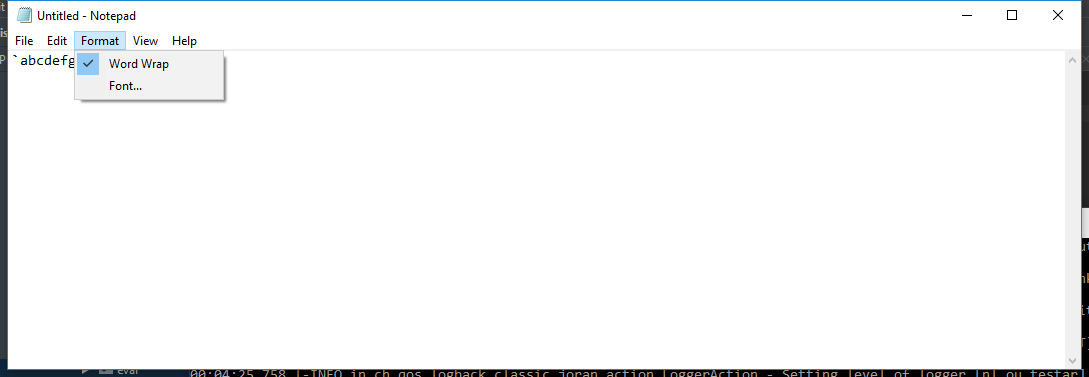 Untitled - Notepad
File Edit Format View Help
`abcdefg
Word Wrap
Font...
eval
00:04:25,758 |-INFO in ch.qos.logback.classic.joran.action.LoggerAction - Setting level of logger [nl.ou.testar